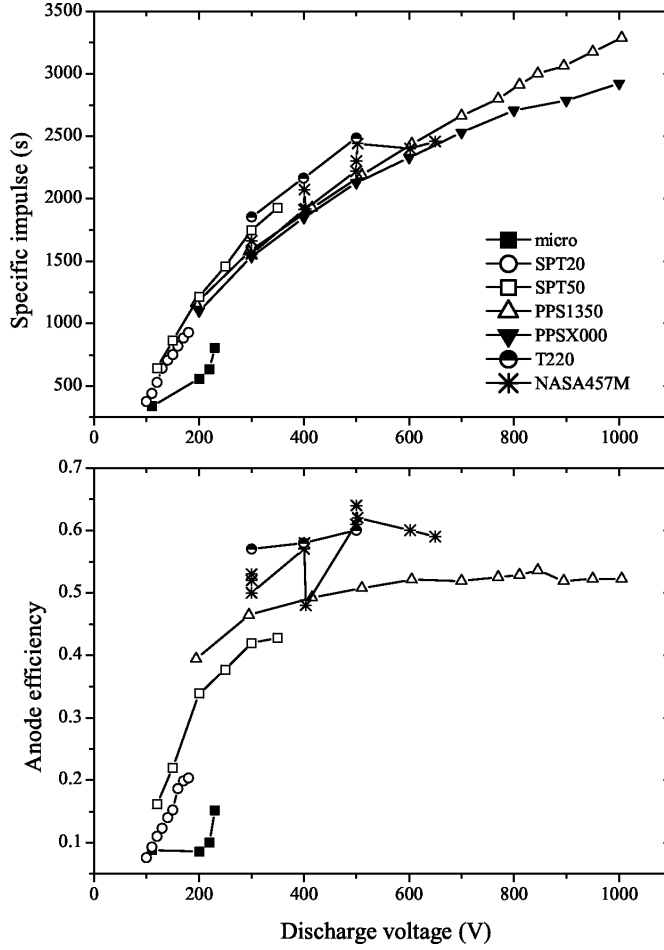 3500
3000
2500
2000
1500
1000
500
Specific impulse (s)
micro
SPT20
SPT50
PPS1350
PPSX000
T220
NASA457M
0 200 400 600 800 1000
0.7
0.6
0.5
0.4
0.3
0.2
0.1
Anode efficiency
0 200 400 600 800 1000
Discharge voltage (V)